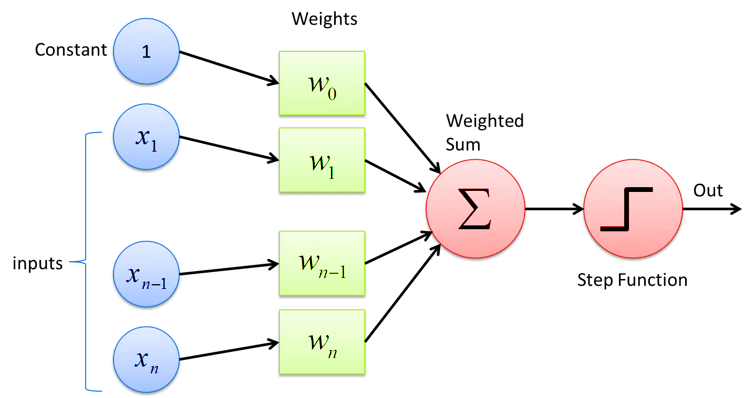 Weights
Constant
1
w₀
x₁
w₁
Weighted
Sum
Σ
Out
inputs
xₙ₋₁
wₙ₋₁
Step Function
xₙ
wₙ